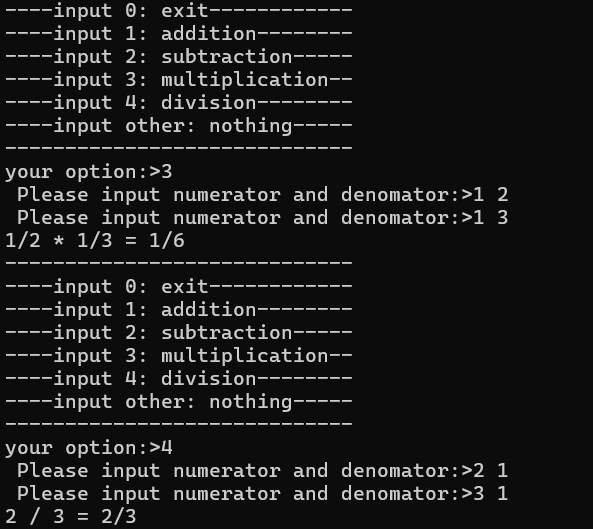 ----input 0: exit------------
----input 1: addition--------
----input 2: subtraction-----
----input 3: multiplication--
----input 4: division--------
----input other: nothing-----
-----------------------------
your option:>3
 Please input numerator and denomator:>1 2
 Please input numerator and denomator:>1 3
1/2 * 1/3 = 1/6
-----------------------------
----input 0: exit------------
----input 1: addition--------
----input 2: subtraction-----
----input 3: multiplication--
----input 4: division--------
----input other: nothing-----
-----------------------------
your option:>4
 Please input numerator and denomator:>2 1
 Please input numerator and denomator:>3 1
2 / 3 = 2/3